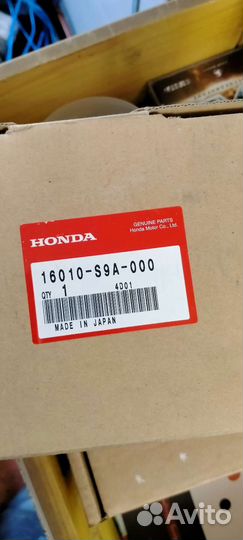 GENUINE PARTS
Honda Motor Co., Ltd.
HONDA
16010-S9A-000
QTY 1 4D01
MADE IN JAPAN
Avito